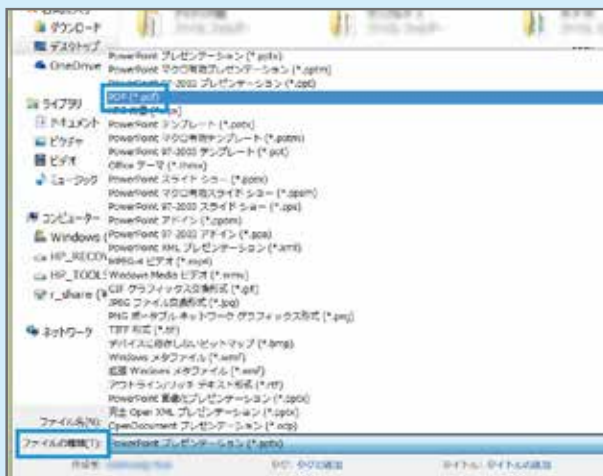 ダウンロード
デスクトップ
OneDrive
PowerPoint プレゼンテーション (*.pptx)
PowerPoint マクロ有効プレゼンテーション (*.pptm)
PowerPoint 97-2003 プレゼンテーション (*.ppt)
PDF (*.pdf)
ライブラリ
ドキュメント
ピクチャ
ビデオ
ミュージック
PowerPoint テンプレート (*.potx)
PowerPoint マクロ有効テンプレート (*.potm)
PowerPoint 97-2003 テンプレート (*.pot)
Office テーマ (*.thmx)
PowerPoint スライド ショー (*.ppsx)
PowerPoint マクロ有効スライド ショー (*.ppsm)
PowerPoint 97-2003 スライド ショー (*.pps)
コンピューター
Windows (
HP_RECOV
HP_TOOLS
r_share (¥
PowerPoint アドイン (*.ppam)
PowerPoint 97-2003 アドイン (*.ppa)
PowerPoint XML プレゼンテーション (*.xml)
MPEG-4 ビデオ (*.mp4)
Windows Media ビデオ (*.wmv)
GIF グラフィックス交換形式 (*.gif)
JPEG ファイル交換形式 (*.jpg)
PNG ポータブル ネットワーク グラフィックス形式 (*.png)
ネットワーク
TIFF 形式 (*.tif)
デバイスに依存しないビットマップ (*.bmp)
Windows メタファイル (*.wmf)
拡張 Windows メタファイル (*.emf)
アウトライン/リッチ テキスト形式 (*.rtf)
PowerPoint 画像化プレゼンテーション (*.pptx)
完全 Open XML プレゼンテーション (*.pptx)
OpenDocument プレゼンテーション (*.odp)
ファイル名(N):
ファイルの種類(T): PowerPoint プレゼンテーション (*.pptx)
作成者:
タグ: タグの追加
タイトル: タイトルの追加